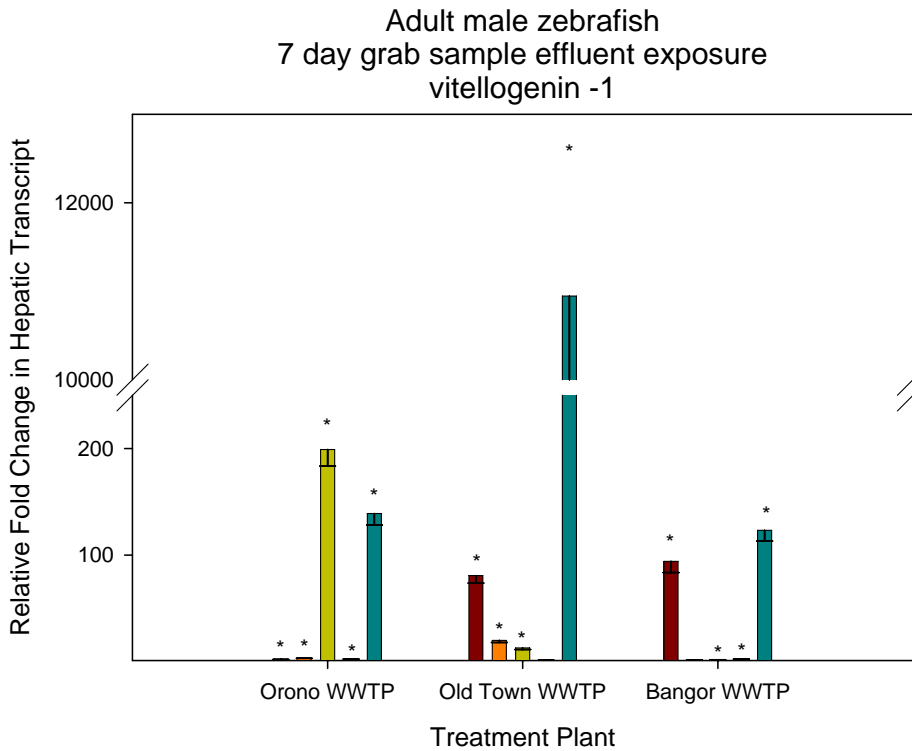 Adult male zebrafish
7 day grab sample effluent exposure
vitellogenin -1
Relative Fold Change in Hepatic Transcript
12000
10000
200
100
*
*
*
*
*
*
*
*
*
*
*
*
*
Orono WWTP Old Town WWTP Bangor WWTP
Treatment Plant